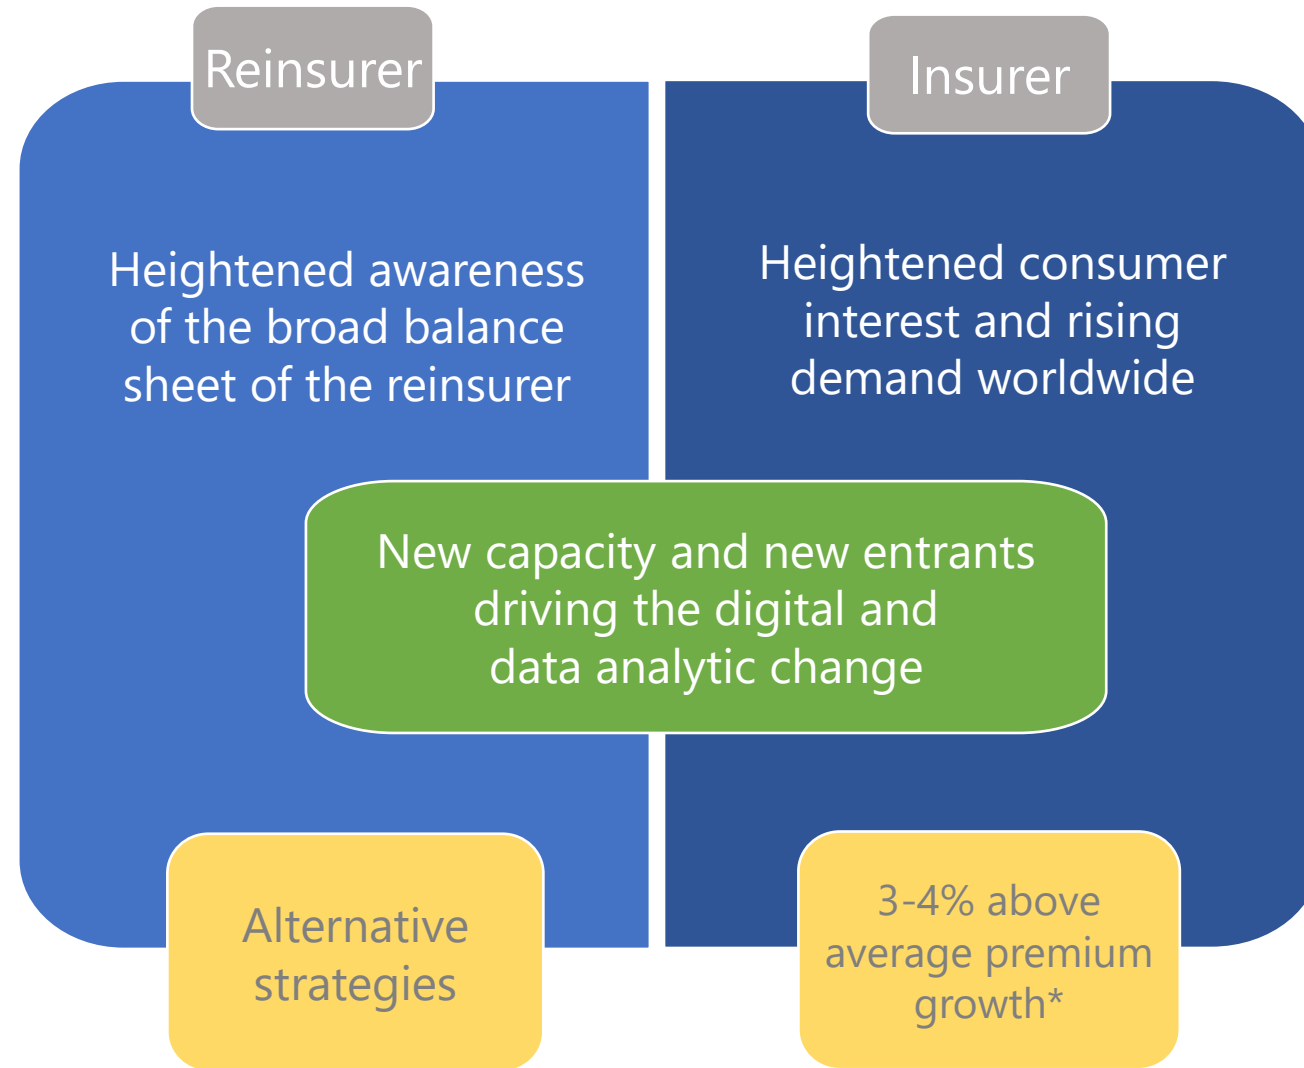 Reinsurer
Insurer
Heightened awareness
of the broad balance
sheet of the reinsurer
Heightened consumer
interest and rising
demand worldwide
New capacity and new entrants
driving the digital and
data analytic change
Alternative
strategies
3-4% above
average premium
growth*